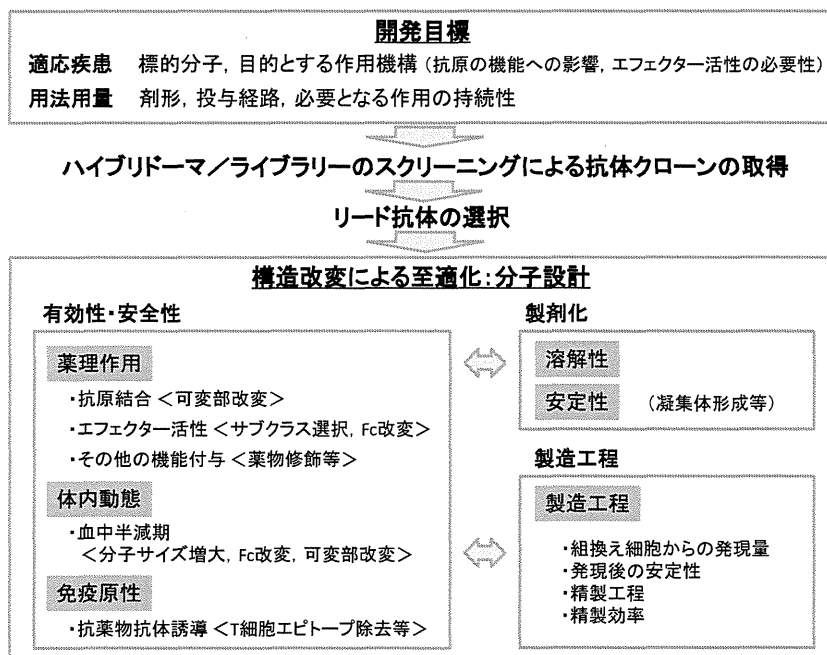 開発目標
適応疾患 標的分子, 目的とする作用機構 (抗原の機能への影響, エフェクター活性の必要性)
用法用量 剤形, 投与経路, 必要となる作用の持続性
ハイブリドーマ/ライブラリーのスクリーニングによる抗体クローンの取得
リード抗体の選択
構造改変による至適化:分子設計
有効性・安全性
薬理作用
・抗原結合 <可変部改変>
・エフェクター活性 <サブクラス選択, Fc改変>
・その他の機能付与 <薬物修飾等>
体内動態
・血中半減期
<分子サイズ増大, Fc改変, 可変部改変>
免疫原性
・抗薬物抗体誘導 <T細胞エピトープ除去等>
製剤化
溶解性
安定性 (凝集体形成等)
製造工程
製造工程
・組換え細胞からの発現量
・発現後の安定性
・精製工程
・精製効率